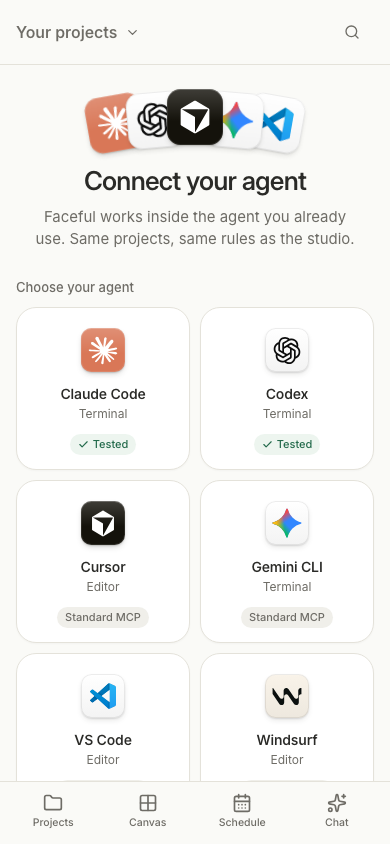 Your projects
Connect your agent
Faceful works inside the agent you already
use. Same projects, same rules as the studio.
Choose your agent
Claude Code
Terminal
Tested
Codex
Terminal
Tested
Cursor
Editor
Standard MCP
Gemini CLI
Terminal
Standard MCP
VS Code
Editor
Windsurf
Editor
Projects
Canvas
Schedule
Chat